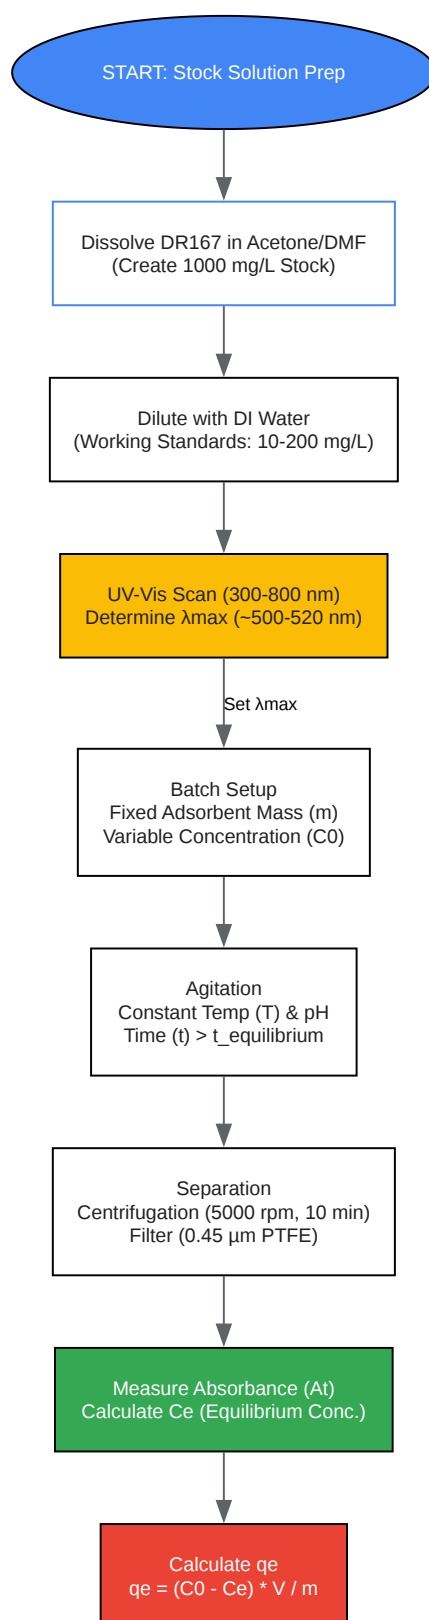 START: Stock Solution Prep
Dissolve DR167 in Acetone/DMF
(Create 1000 mg/L Stock)
Dilute with DI Water
(Working Standards: 10-200 mg/L)
UV-Vis Scan (300-800 nm)
Determine λmax (~500-520 nm)
Set λmax
Batch Setup
Fixed Adsorbent Mass (m)
Variable Concentration (C0)
Agitation
Constant Temp (T) & pH
Time (t) > t_equilibrium
Separation
Centrifugation (5000 rpm, 10 min)
Filter (0.45 µm PTFE)
Measure Absorbance (At)
Calculate Ce (Equilibrium Conc.)
Calculate qe
qe = (C0 - Ce) * V / m